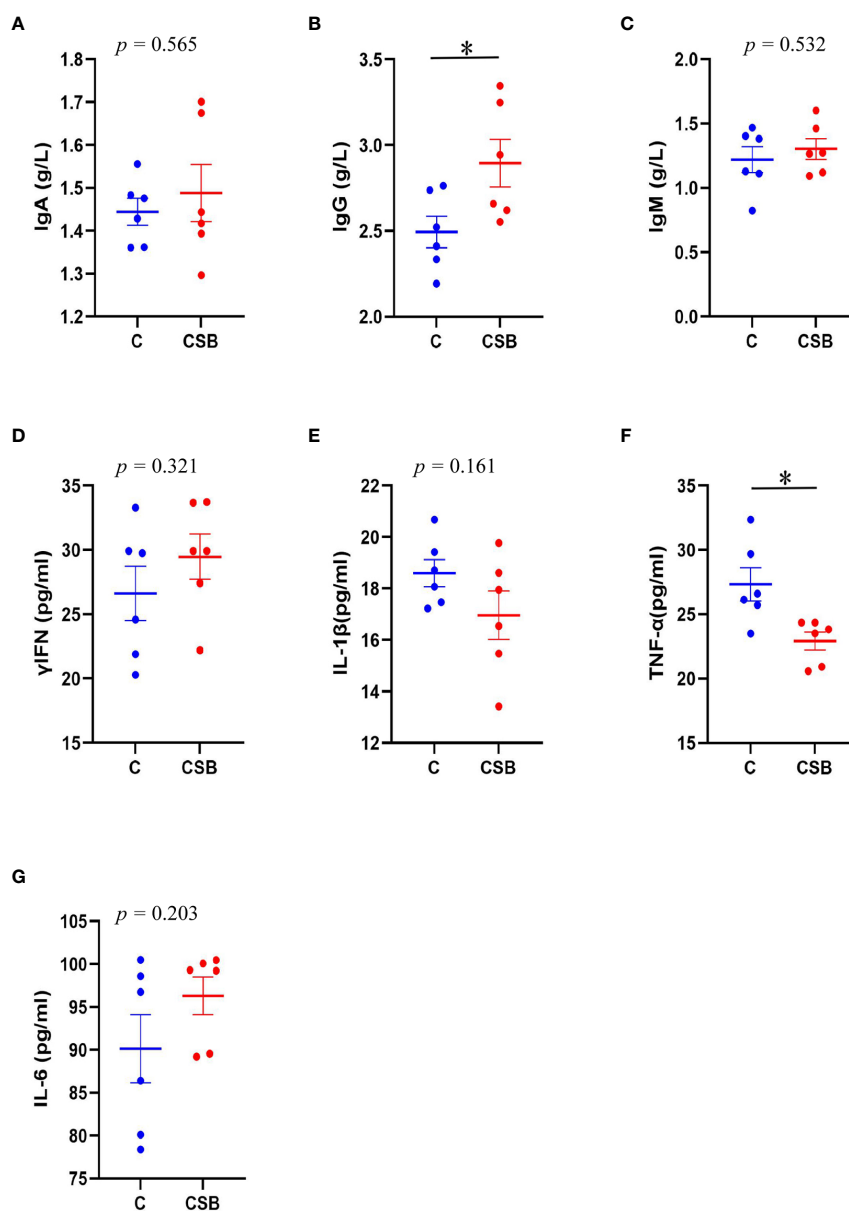 A
p = 0.565
IgA (g/L)
1.8
1.7
1.6
1.5
1.4
1.3
1.2
C
CSB
B
*
IgG (g/L)
3.5
3.0
2.5
2.0
C
CSB
C
p = 0.532
IgM (g/L)
2.0
1.5
1.0
0.5
0.0
C
CSB
D
p = 0.321
γIFN (pg/ml)
35
30
25
20
15
C
CSB
E
p = 0.161
IL-1β(pg/ml)
22
20
18
16
14
12
C
CSB
F
*
TNF-α(pg/ml)
35
30
25
20
15
C
CSB
G
p = 0.203
IL-6 (pg/ml)
105
100
95
90
85
80
75
C
CSB